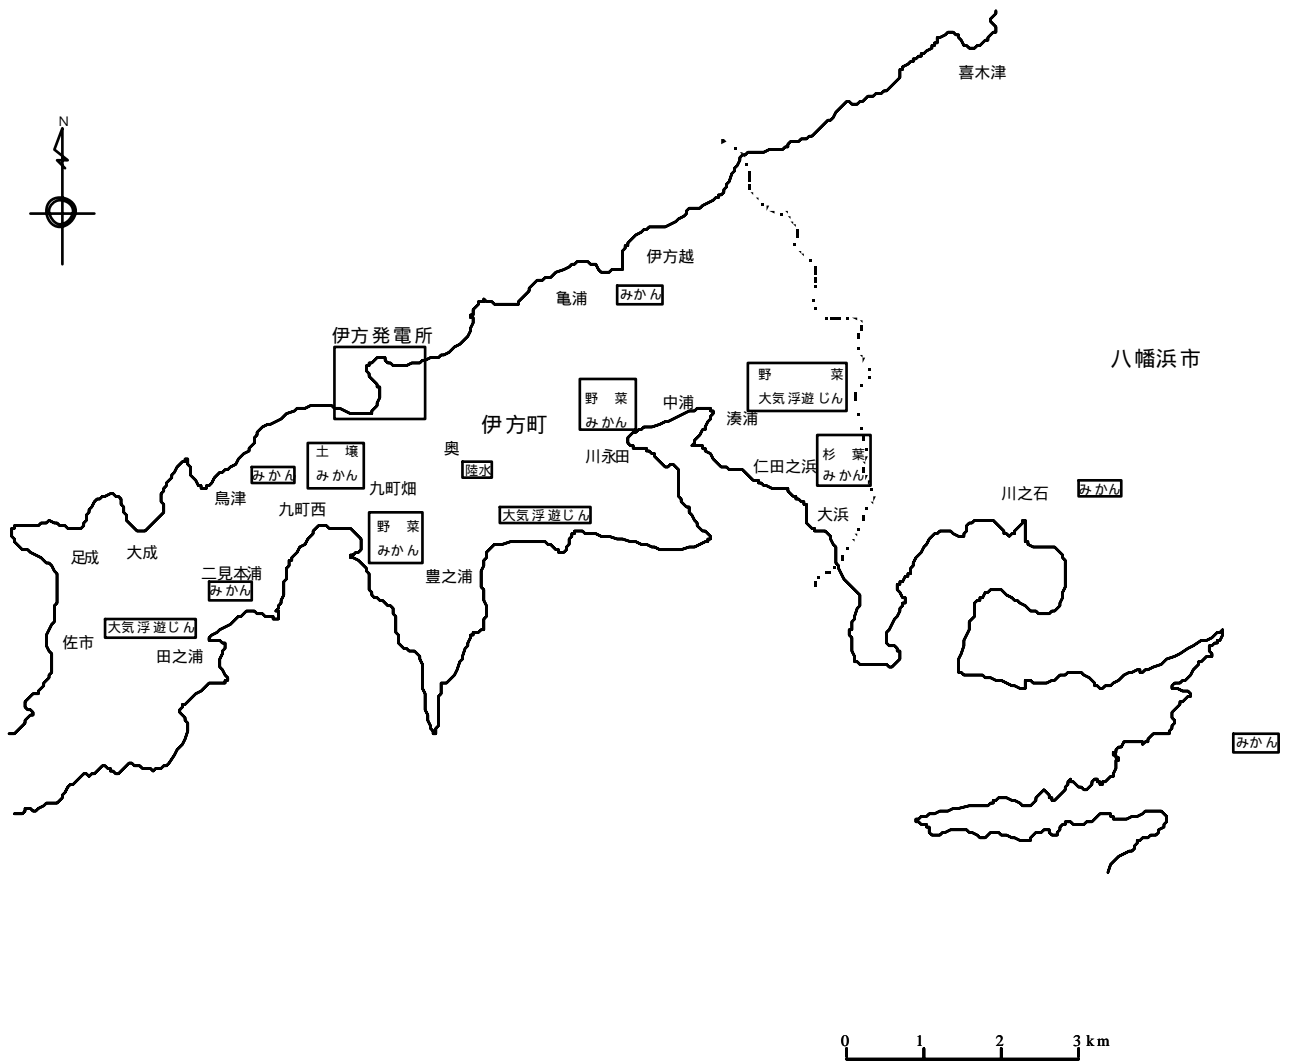 喜木津
N
伊方越
みかん
亀浦
伊方発電所
八幡浜市
野菜
大気浮遊じん
野菜
みかん
中浦
湊浦
伊方町
杉葉
みかん
土壌
みかん
奥
陸水
川永田
仁田之浜
みかん
鳥津
九町畑
九町西
川之石
みかん
大気浮遊じん
大浜
野菜
みかん
足成
大成
二見本浦
みかん
豊之浦
大気浮遊じん
佐市
田之浦
みかん
0 1 2 3 km